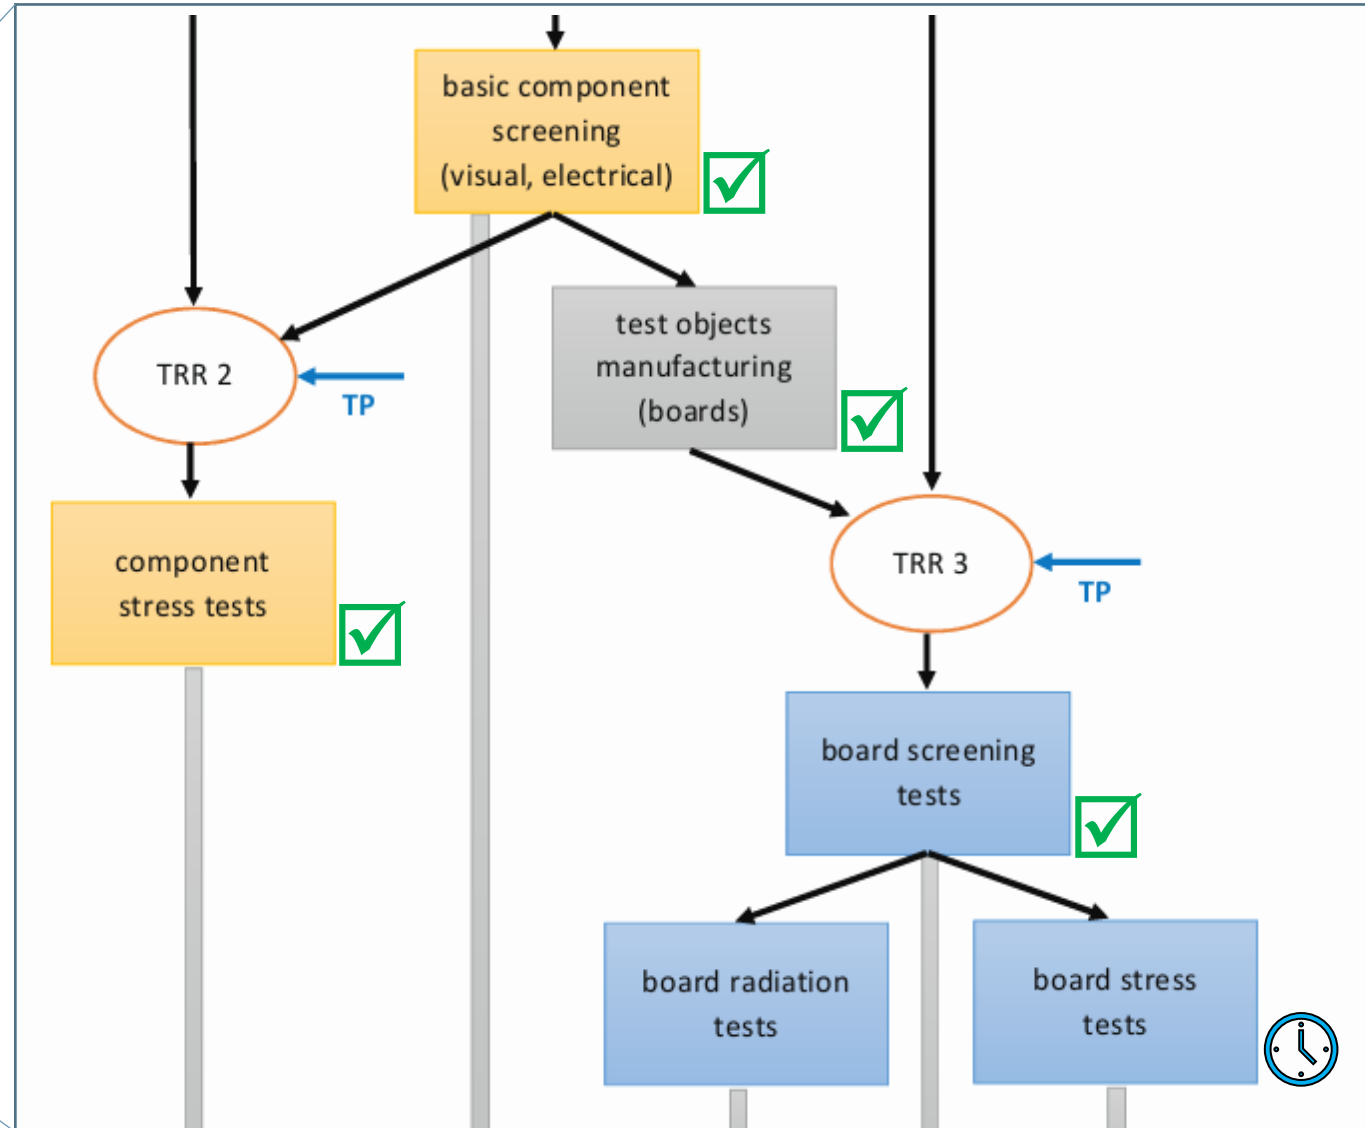 basic component
screening
(visual, electrical)
test objects
manufacturing
(boards)
TRR 2
TP
component
stress tests
TRR 3
TP
board screening
tests
board radiation
tests
board stress
tests